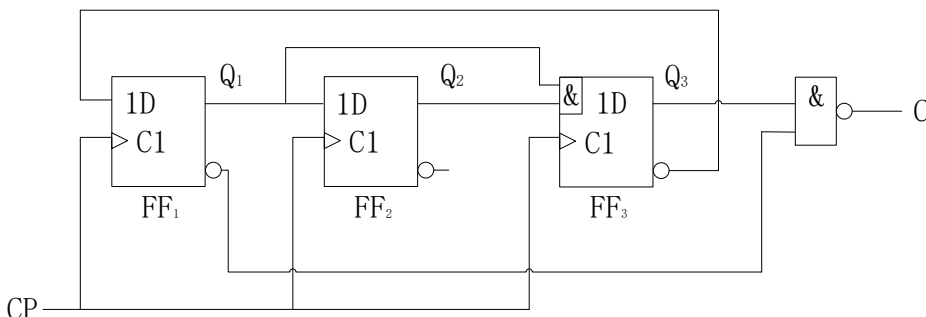 Q₁ Q₂ Q₃
1D 1D & 1D & C
C1 C1 C1
FF₁ FF₂ FF₃
CP